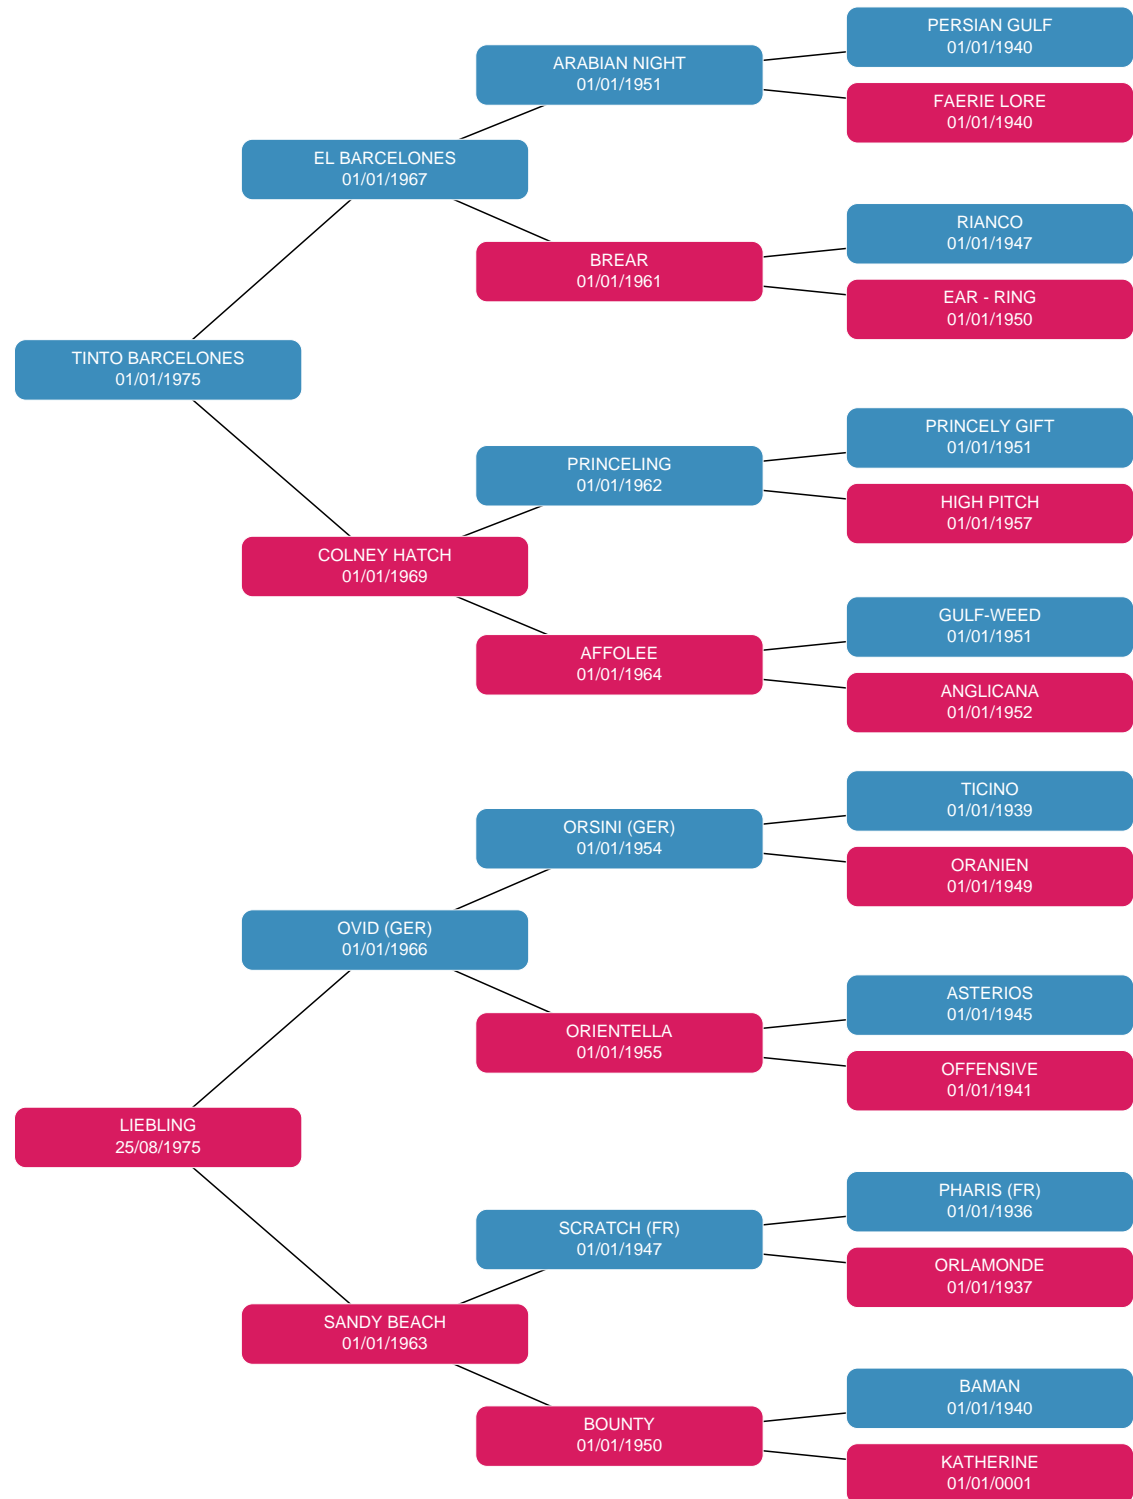 PERSIAN GULF
01/01/1940
ARABIAN NIGHT
01/01/1951
FAERIE LORE
01/01/1940
EL BARCELONES
01/01/1967
RIANCO
01/01/1947
BREAR
01/01/1961
EAR - RING
01/01/1950
TINTO BARCELONES
01/01/1975
PRINCELY GIFT
01/01/1951
PRINCELING
01/01/1962
HIGH PITCH
01/01/1957
COLNEY HATCH
01/01/1969
GULF-WEED
01/01/1951
AFFOLEE
01/01/1964
ANGLICANA
01/01/1952
TICINO
01/01/1939
ORSINI (GER)
01/01/1954
ORANIEN
01/01/1949
OVID (GER)
01/01/1966
ASTERIOS
01/01/1945
ORIENTELLA
01/01/1955
OFFENSIVE
01/01/1941
LIEBLING
25/08/1975
PHARIS (FR)
01/01/1936
SCRATCH (FR)
01/01/1947
ORLAMONDE
01/01/1937
SANDY BEACH
01/01/1963
BAMAN
01/01/1940
BOUNTY
01/01/1950
KATHERINE
01/01/0001